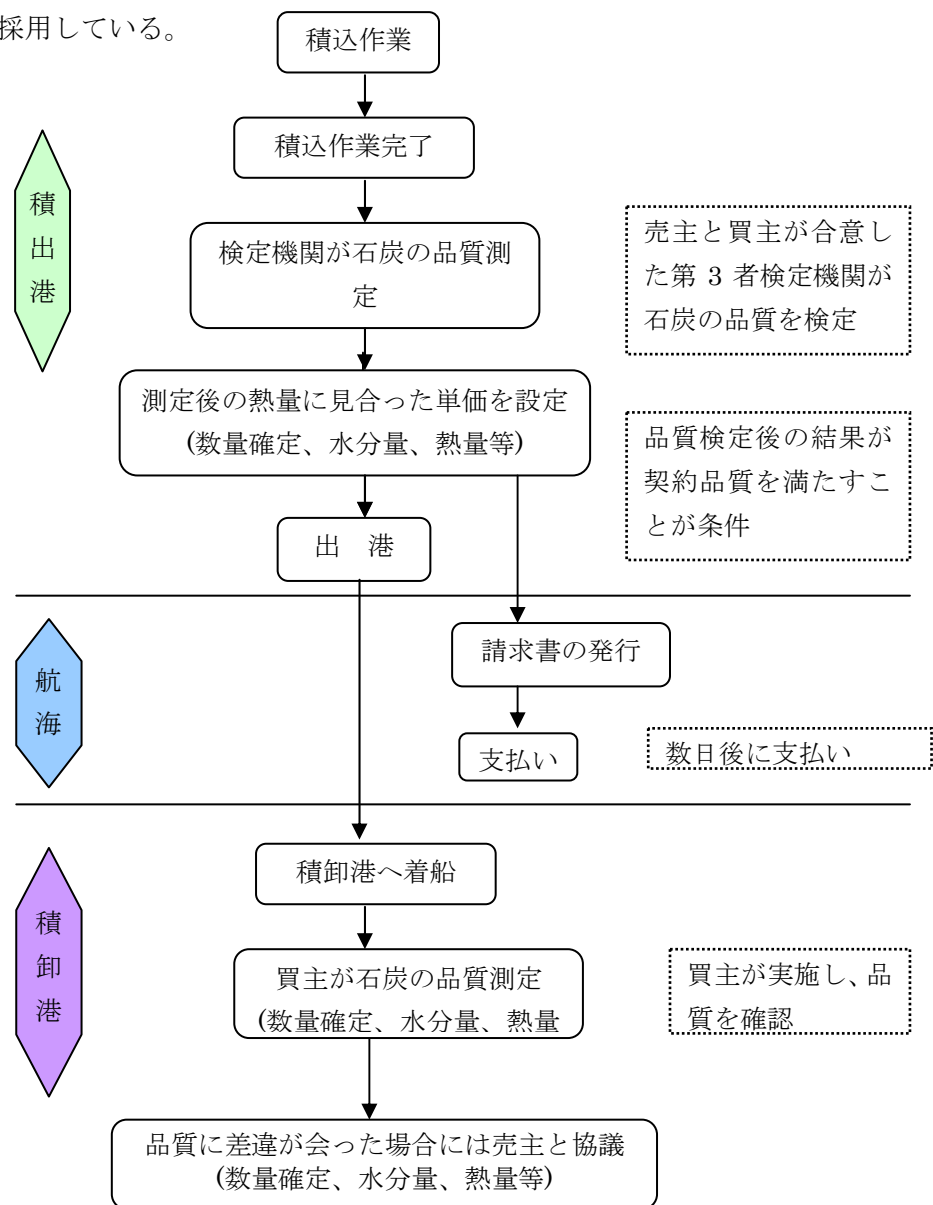 採用している。
積込作業
積込作業完了
積
出
港
検定機関が石炭の品質測
定
売主と買主が合意し
た第 3 者検定機関が
石炭の品質を検定
測定後の熱量に見合った単価を設定
(数量確定、水分量、熱量等)
品質検定後の結果が
契約品質を満たすこ
とが条件
出　港
航
海
請求書の発行
支払い
数日後に支払い
積卸港へ着船
積
卸
港
買主が石炭の品質測定
(数量確定、水分量、熱量
買主が実施し、品
質を確認
品質に差違が会った場合には売主と協議
(数量確定、水分量、熱量等)